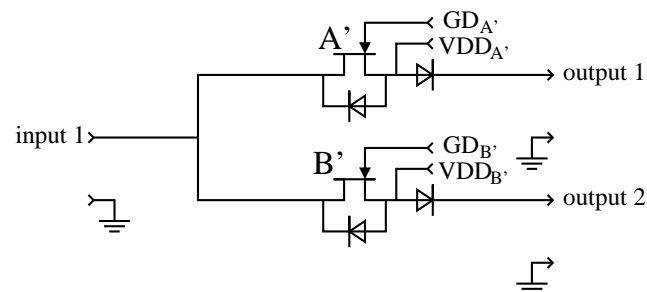 A’
GD_A’
VDD_A’
output 1
input 1
B’
GD_B’
VDD_B’
output 2